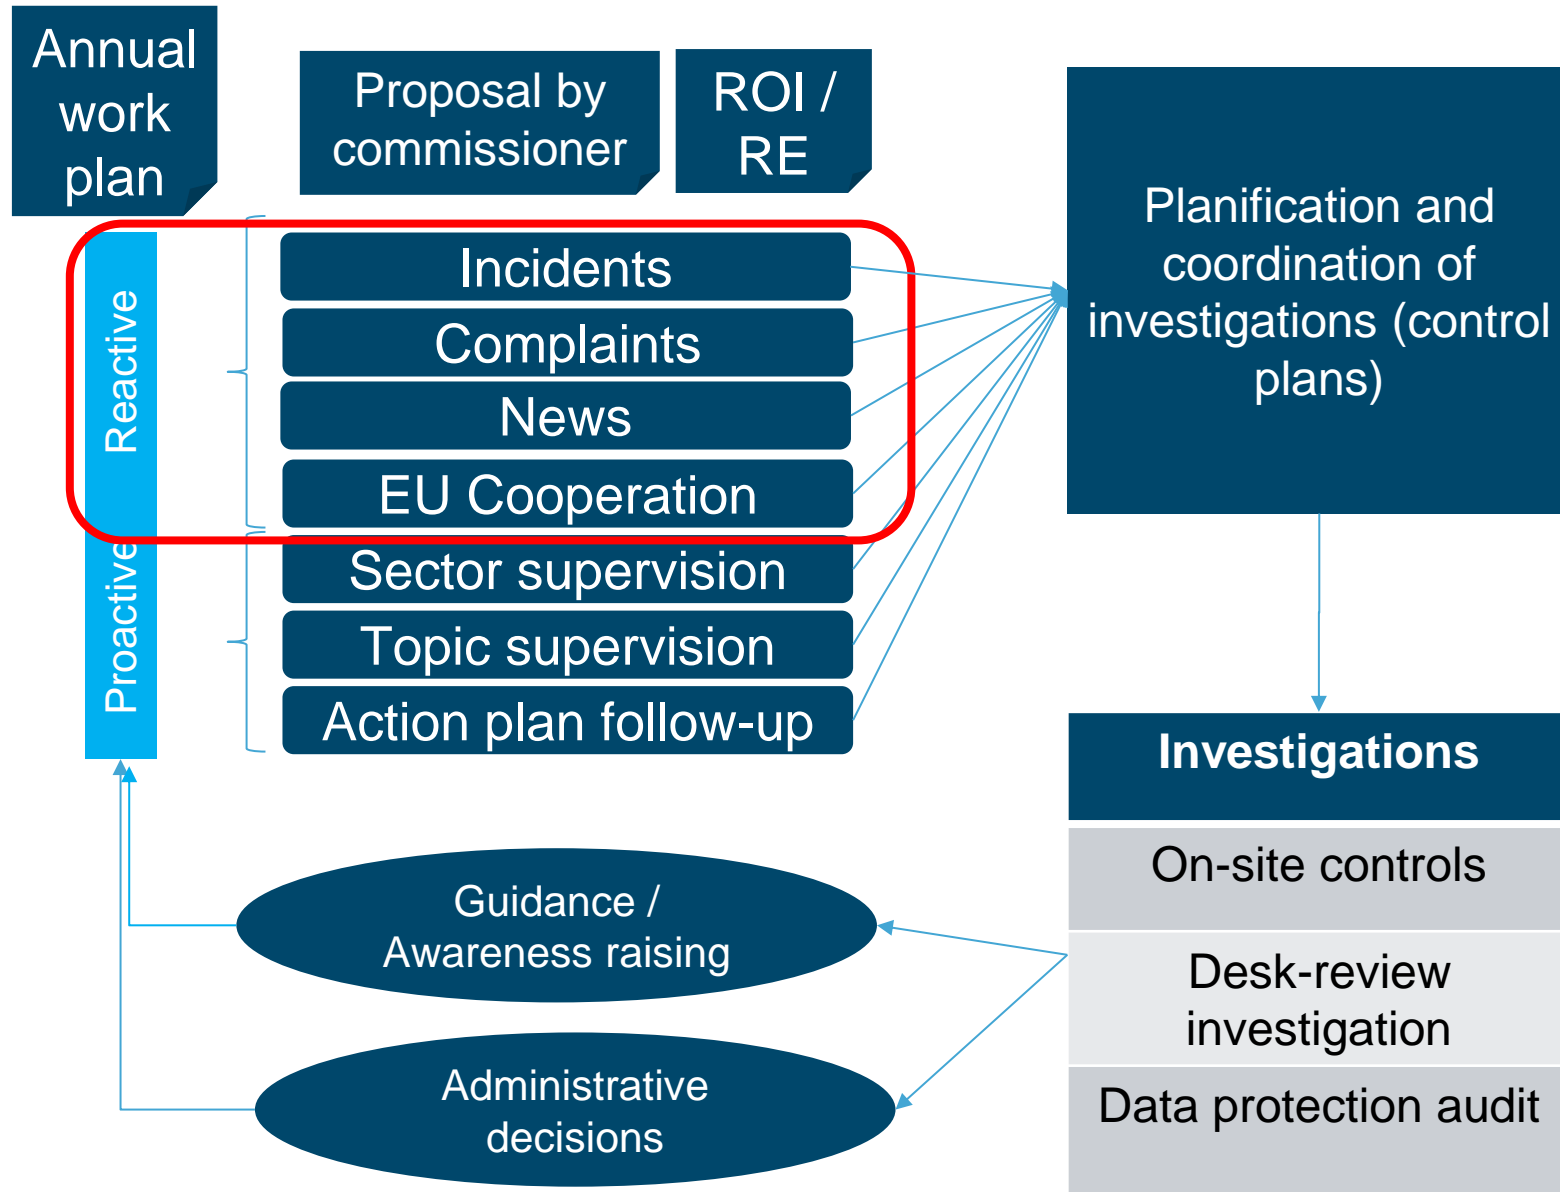 Annual
work
plan
Proposal by
commissioner
ROI /
RE
Reactive
Proactive
Incidents
Complaints
News
EU Cooperation
Sector supervision
Topic supervision
Action plan follow-up
Planification and
coordination of
investigations (control
plans)
Investigations
On-site controls
Desk-review
investigation
Data protection audit
Guidance /
Awareness raising
Administrative
decisions